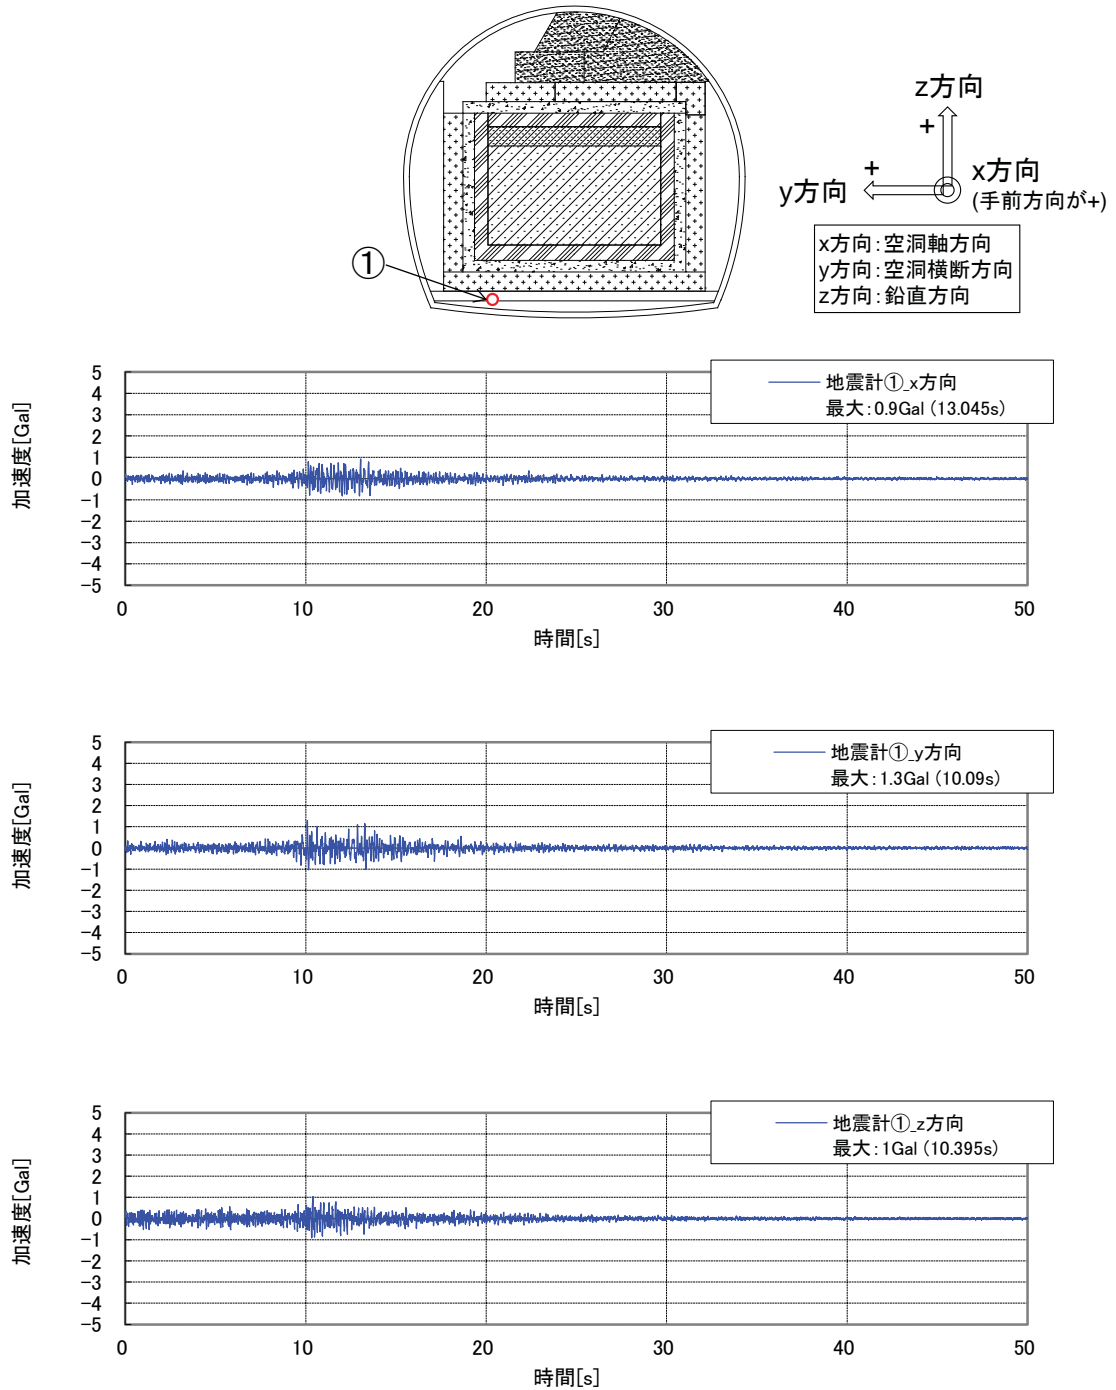 z方向
+
+
x方向
y方向
(手前方向が+)
x方向:空洞軸方向
y方向:空洞横断方向
z方向:鉛直方向
①
加速度[Gal]
5
4
3
2
1
0
−1
−2
−3
−4
−5
地震計①_x方向
最大:0.9Gal (13.045s)
0 10 20 30 40 50
時間[s]
加速度[Gal]
5
4
3
2
1
0
−1
−2
−3
−4
−5
地震計①_y方向
最大:1.3Gal (10.09s)
0 10 20 30 40 50
時間[s]
加速度[Gal]
5
4
3
2
1
0
−1
−2
−3
−4
−5
地震計①_z方向
最大:1Gal (10.395s)
0 10 20 30 40 50
時間[s]